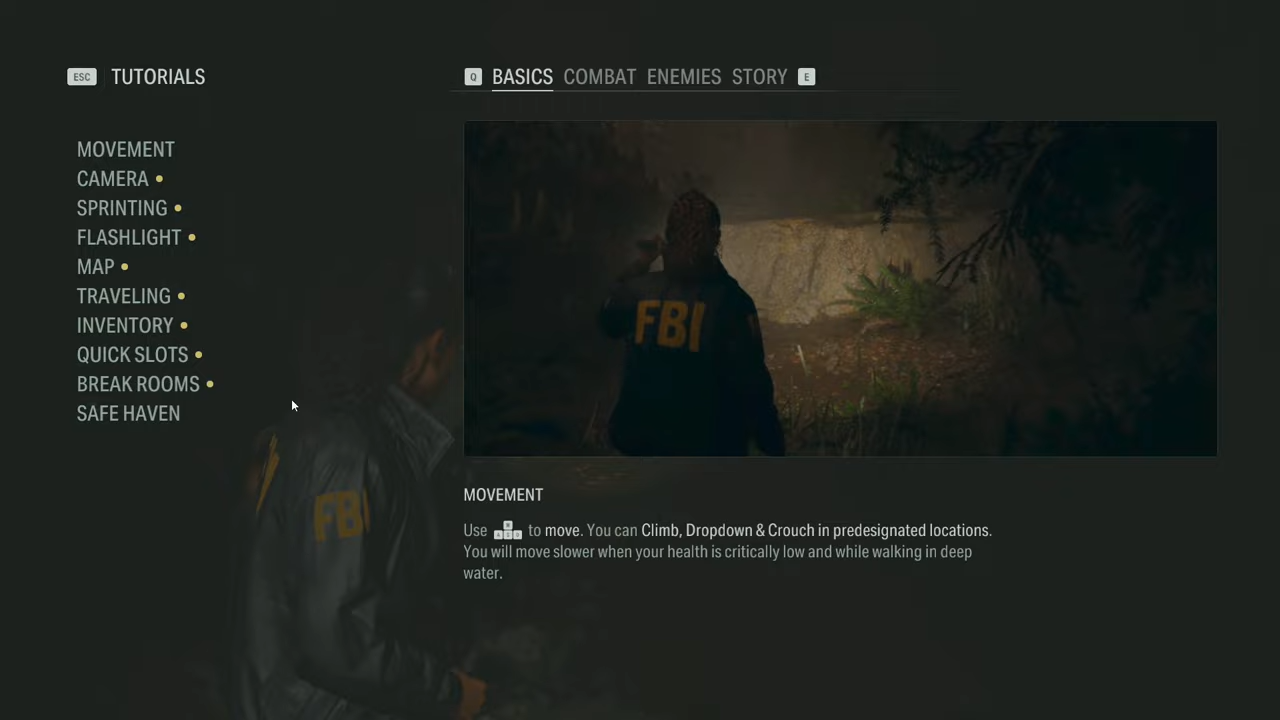 ESC TUTORIALS
Q BASICS COMBAT ENEMIES STORY E
MOVEMENT
CAMERA
SPRINTING
FLASHLIGHT
MAP
TRAVELING
INVENTORY
QUICK SLOTS
BREAK ROOMS
SAFE HAVEN
FBI
FBI
MOVEMENT
Use to move. You can Climb, Dropdown & Crouch in predesignated locations.
You will move slower when your health is critically low and while walking in deep
water.